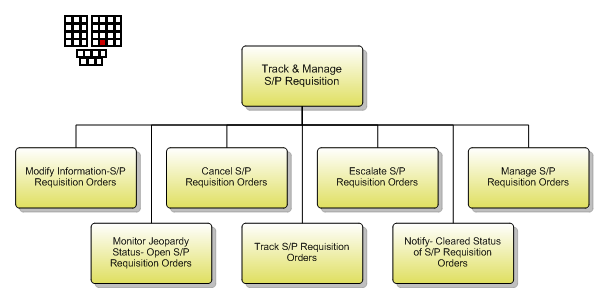 Track & Manage
S/P Requisition
Modify Information-S/P
Requisition Orders
Cancel S/P
Requisition Orders
Escalate S/P
Requisition Orders
Manage S/P
Requisition Orders
Monitor Jeopardy
Status- Open S/P
Requisition Orders
Track S/P Requisition
Orders
Notify- Cleared Status
of S/P Requisition
Orders